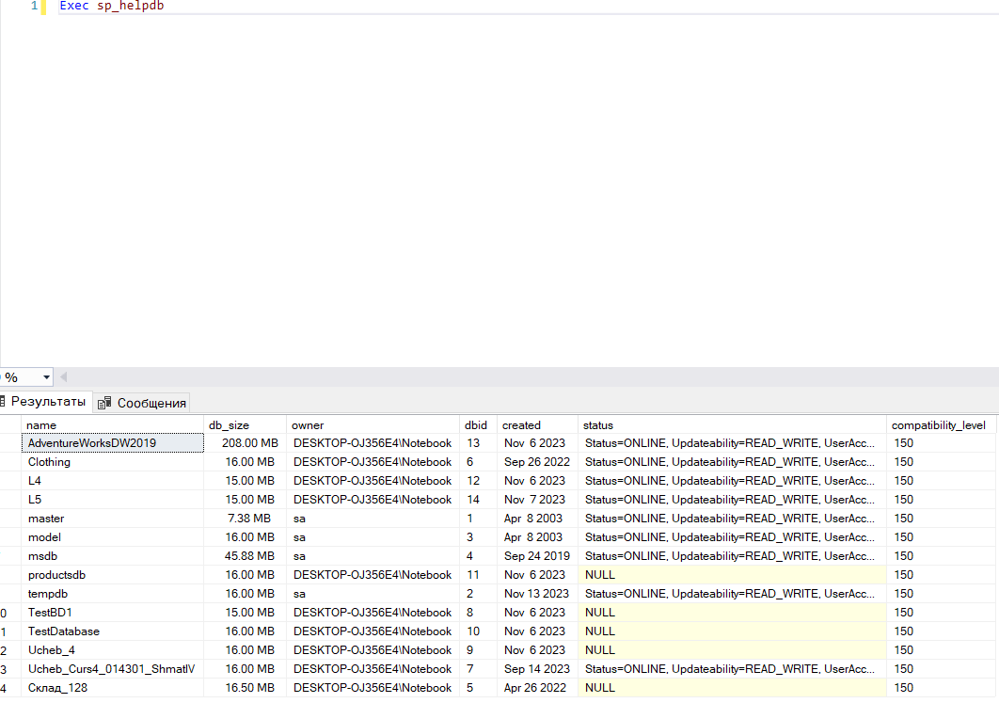 1 Exec sp_helpdb
%
Результаты Сообщения
name db_size owner dbid created status compatibility_level
AdventureWorksDW2019 208.00 MB DESKTOP-OJ356E4\Notebook 13 Nov 6 2023 Status=ONLINE, Updateability=READ_WRITE, UserAcc... 150
Clothing 16.00 MB DESKTOP-OJ356E4\Notebook 6 Sep 26 2022 Status=ONLINE, Updateability=READ_WRITE, UserAcc... 150
L4 15.00 MB DESKTOP-OJ356E4\Notebook 12 Nov 6 2023 Status=ONLINE, Updateability=READ_WRITE, UserAcc... 150
L5 15.00 MB DESKTOP-OJ356E4\Notebook 14 Nov 7 2023 Status=ONLINE, Updateability=READ_WRITE, UserAcc... 150
master 7.38 MB sa 1 Apr 8 2003 Status=ONLINE, Updateability=READ_WRITE, UserAcc... 150
model 16.00 MB sa 3 Apr 8 2003 Status=ONLINE, Updateability=READ_WRITE, UserAcc... 150
msdb 45.88 MB sa 4 Sep 24 2019 Status=ONLINE, Updateability=READ_WRITE, UserAcc... 150
productsdb 16.00 MB DESKTOP-OJ356E4\Notebook 11 Nov 6 2023 NULL 150
tempdb 16.00 MB sa 2 Nov 13 2023 Status=ONLINE, Updateability=READ_WRITE, UserAcc... 150
0 TestBD1 15.00 MB DESKTOP-OJ356E4\Notebook 8 Nov 6 2023 NULL 150
1 TestDatabase 16.00 MB DESKTOP-OJ356E4\Notebook 10 Nov 6 2023 NULL 150
2 Ucheb_4 16.00 MB DESKTOP-OJ356E4\Notebook 9 Nov 6 2023 NULL 150
3 Ucheb_Curs4_014301_ShmatIV 16.00 MB DESKTOP-OJ356E4\Notebook 7 Sep 14 2023 Status=ONLINE, Updateability=READ_WRITE, UserAcc... 150
4 Склад_128 16.50 MB DESKTOP-OJ356E4\Notebook 5 Apr 26 2022 NULL 150